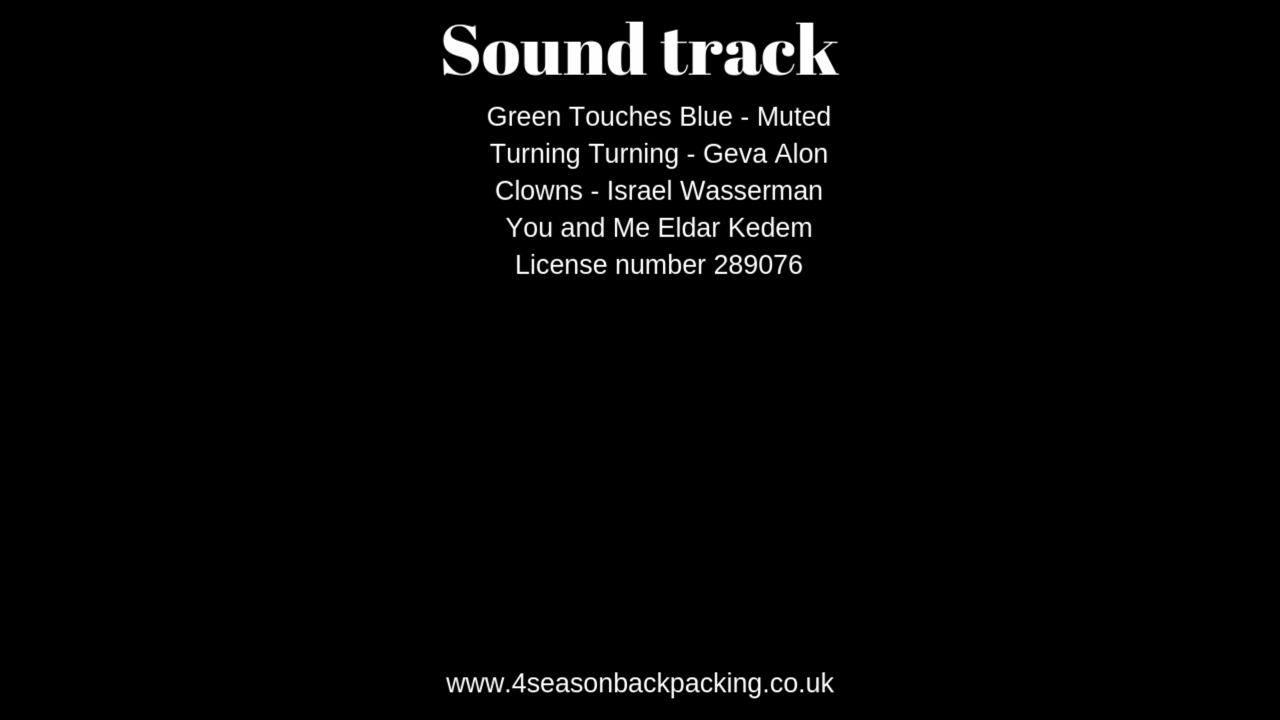 Sound track
Green Touches Blue - Muted
Turning Turning - Geva Alon
Clowns - Israel Wasserman
You and Me Eldar Kedem
License number 289076
www.4seasonbackpacking.co.uk